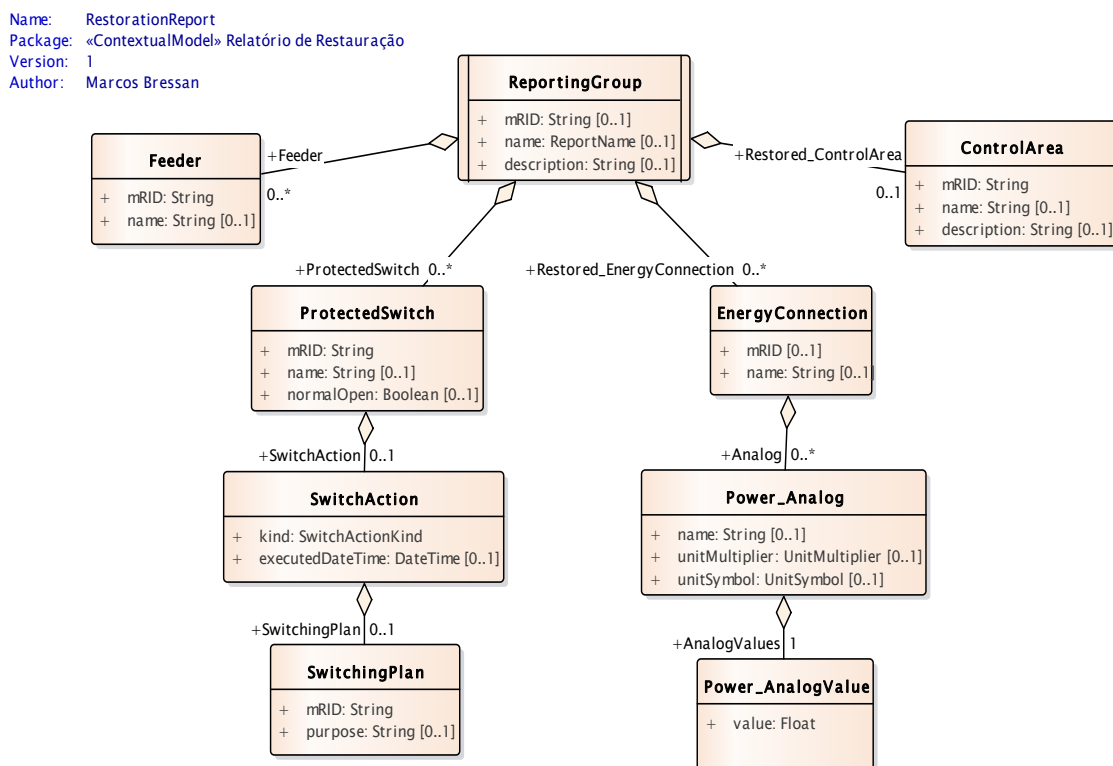 Name: RestorationReport
Package: «ContextualModel» Relatório de Restauração
Version: 1
Author: Marcos Bressan
ReportingGroup
+ mRID: String [0..1]
+ name: ReportName [0..1]
+ description: String [0..1]
Feeder
+ mRID: String
+ name: String [0..1]
+Feeder
0..*
+Restored_ControlArea
0..1
ControlArea
+ mRID: String
+ name: String [0..1]
+ description: String [0..1]
+ProtectedSwitch 0..*
+Restored_EnergyConnection 0..*
ProtectedSwitch
+ mRID: String
+ name: String [0..1]
+ normalOpen: Boolean [0..1]
EnergyConnection
+ mRID [0..1]
+ name: String [0..1]
+SwitchAction 0..1
+Analog 0..*
SwitchAction
+ kind: SwitchActionKind
+ executedDateTime: DateTime [0..1]
Power_Analog
+ name: String [0..1]
+ unitMultiplier: UnitMultiplier [0..1]
+ unitSymbol: UnitSymbol [0..1]
+SwitchingPlan 0..1
+AnalogValues 1
SwitchingPlan
+ mRID: String
+ purpose: String [0..1]
Power_AnalogValue
+ value: Float